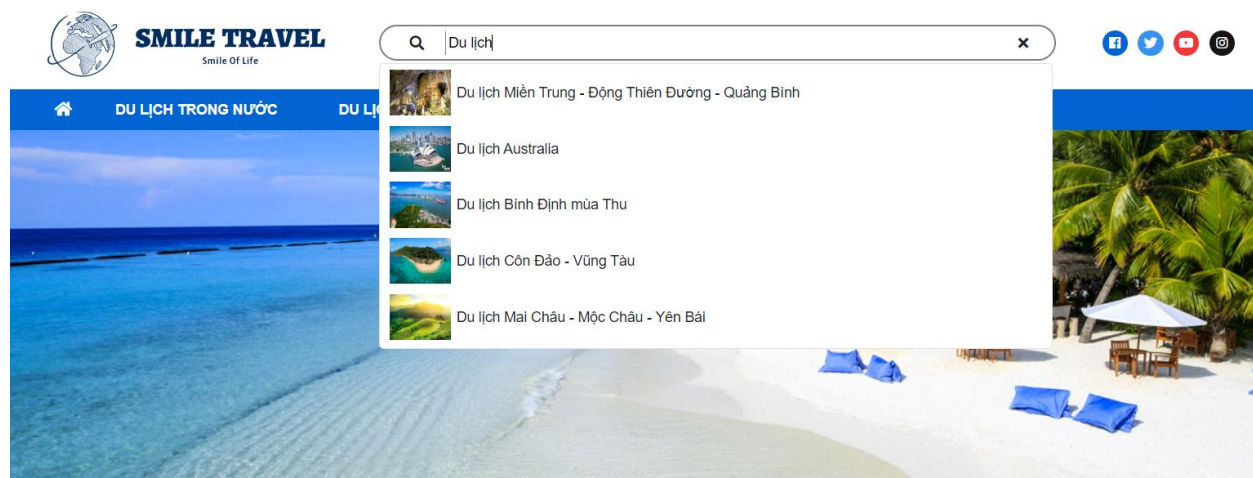 SMILE TRAVEL
Smile Of Life
Du lịch
DU LỊCH TRONG NƯỚC
DU LỊ
Du lịch Miền Trung - Động Thiên Đường - Quảng Bình
Du lịch Australia
Du lịch Bình Định mùa Thu
Du lịch Côn Đảo - Vũng Tàu
Du lịch Mai Châu - Mộc Châu - Yên Bái